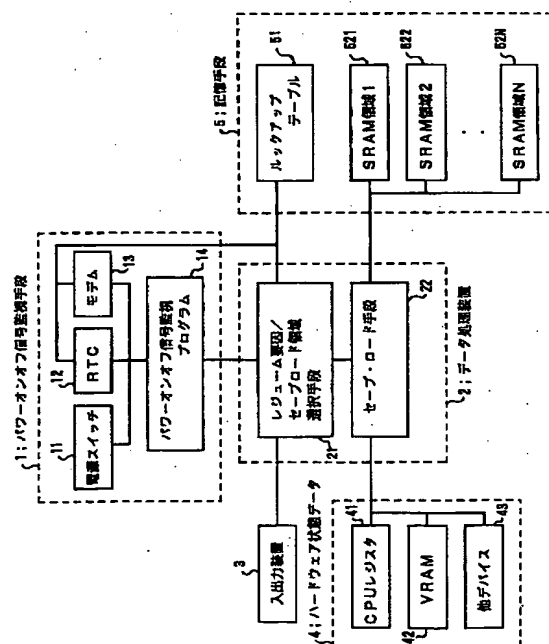 1;パワーオンオフ信号監視手段
11
電源スイッチ
12
RTC
13
モデム
14
パワーオンオフ信号監視
プログラム
5;記憶手段
51
ルックアップ
テーブル
521
SRAM領域1
522
SRAM領域2
52N
SRAM領域N
3
入出力装置
21
レジューム要因/
セーブロード領域
選択手段
22
セーブ・ロード手段
2;データ処理装置
4;ハードウェア状態データ
41
CPUレジスタ
42
VRAM
43
他デバイス